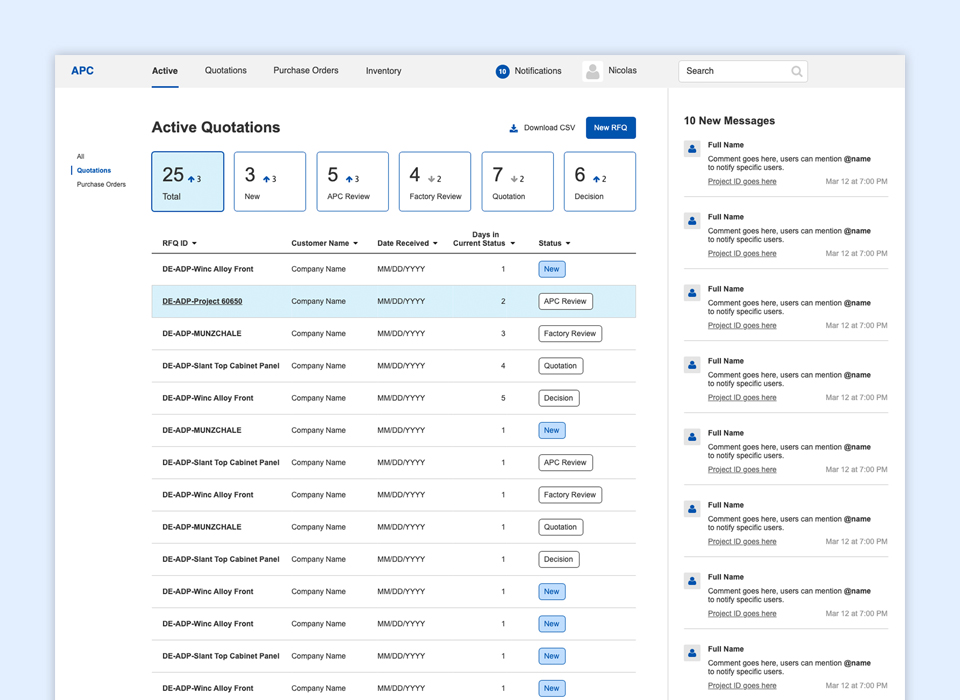 APC
Active Quotations Purchase Orders Inventory
10 Notifications Nicolas Search
Active Quotations
Download CSV New RFQ
All
Quotations
Purchase Orders
25 3 Total
3 3 New
5 3 APC Review
4 2 Factory Review
7 2 Quotation
6 2 Decision
RFQ ID Customer Name Date Received Days in Current Status Status
DE-ADP-Winc Alloy Front Company Name MM/DD/YYYY 1 New
DE-ADP-Project 60650 Company Name MM/DD/YYYY 2 APC Review
DE-ADP-MUNZCHALE Company Name MM/DD/YYYY 3 Factory Review
DE-ADP-Slant Top Cabinet Panel Company Name MM/DD/YYYY 4 Quotation
DE-ADP-Winc Alloy Front Company Name MM/DD/YYYY 5 Decision
DE-ADP-MUNZCHALE Company Name MM/DD/YYYY 1 New
DE-ADP-Slant Top Cabinet Panel Company Name MM/DD/YYYY 1 APC Review
DE-ADP-Winc Alloy Front Company Name MM/DD/YYYY 1 Factory Review
DE-ADP-MUNZCHALE Company Name MM/DD/YYYY 1 Quotation
DE-ADP-Slant Top Cabinet Panel Company Name MM/DD/YYYY 1 Decision
DE-ADP-Winc Alloy Front Company Name MM/DD/YYYY 1 New
DE-ADP-Winc Alloy Front Company Name MM/DD/YYYY 1 New
DE-ADP-Slant Top Cabinet Panel Company Name MM/DD/YYYY 1 New
DE-ADP-Winc Alloy Front Company Name MM/DD/YYYY 1 New
10 New Messages
Full Name
Comment goes here, users can mention @name
to notify specific users.
Project ID goes here Mar 12 at 7:00 PM
Full Name
Comment goes here, users can mention @name
to notify specific users.
Project ID goes here Mar 12 at 7:00 PM
Full Name
Comment goes here, users can mention @name
to notify specific users.
Project ID goes here Mar 12 at 7:00 PM
Full Name
Comment goes here, users can mention @name
to notify specific users.
Project ID goes here Mar 12 at 7:00 PM
Full Name
Comment goes here, users can mention @name
to notify specific users.
Project ID goes here Mar 12 at 7:00 PM
Full Name
Comment goes here, users can mention @name
to notify specific users.
Project ID goes here Mar 12 at 7:00 PM
Full Name
Comment goes here, users can mention @name
to notify specific users.
Project ID goes here Mar 12 at 7:00 PM
Full Name
Comment goes here, users can mention @name
to notify specific users.
Project ID goes here Mar 12 at 7:00 PM